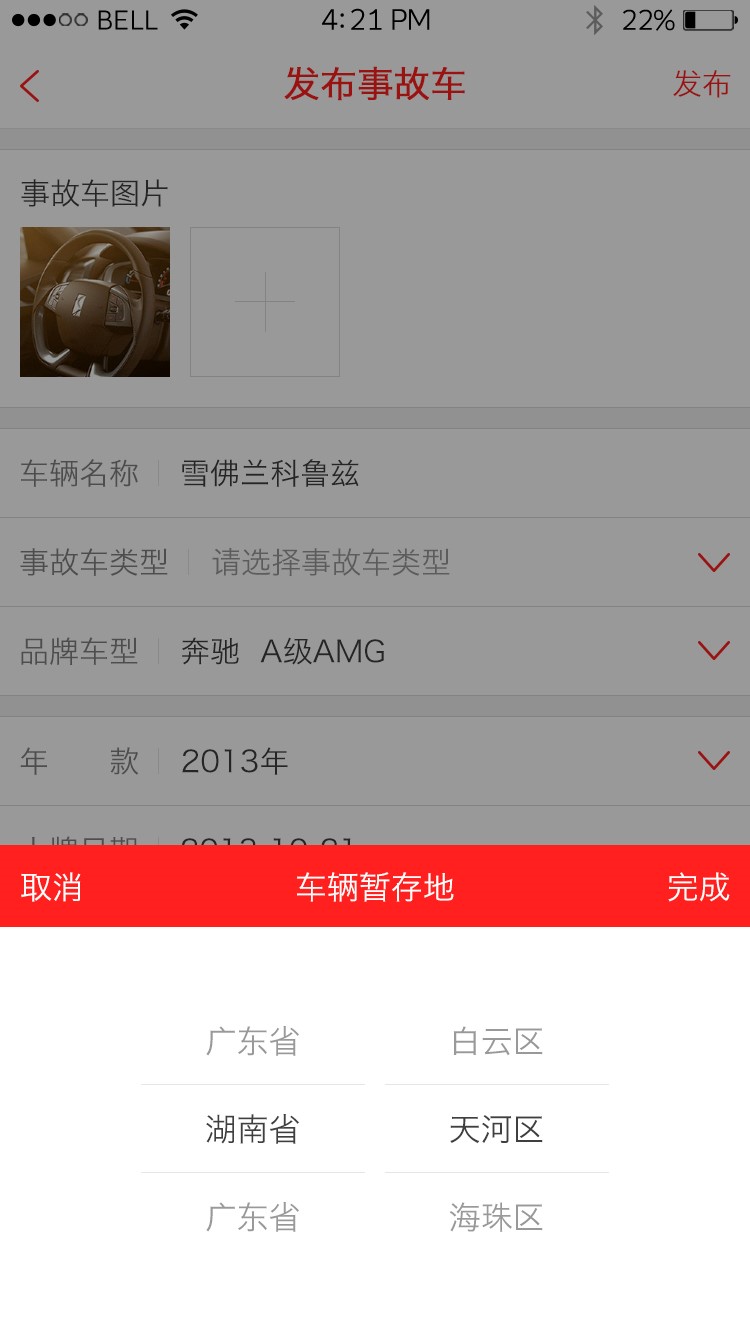 BELL 4:21 PM 22%
发布事故车 发布
事故车图片
车辆名称 雪佛兰科鲁兹
事故车类型 请选择事故车类型
品牌车型 奔驰 A级AMG
年 款 2013年
取消 车辆暂存地 完成
广东省 白云区
湖南省 天河区
广东省 海珠区